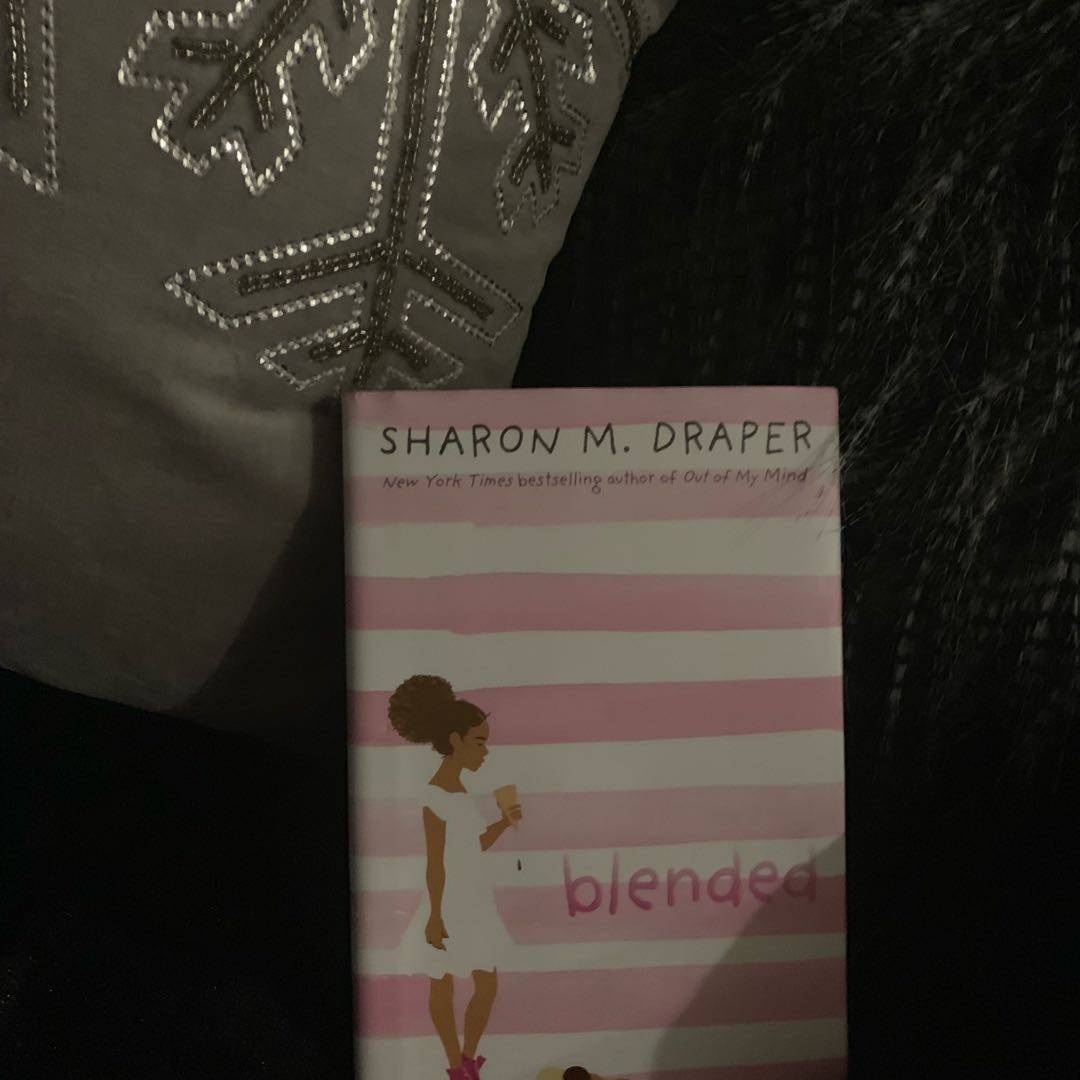 SHARON M. DRAPER
New York Times bestselling author of Out of My Mind
blended